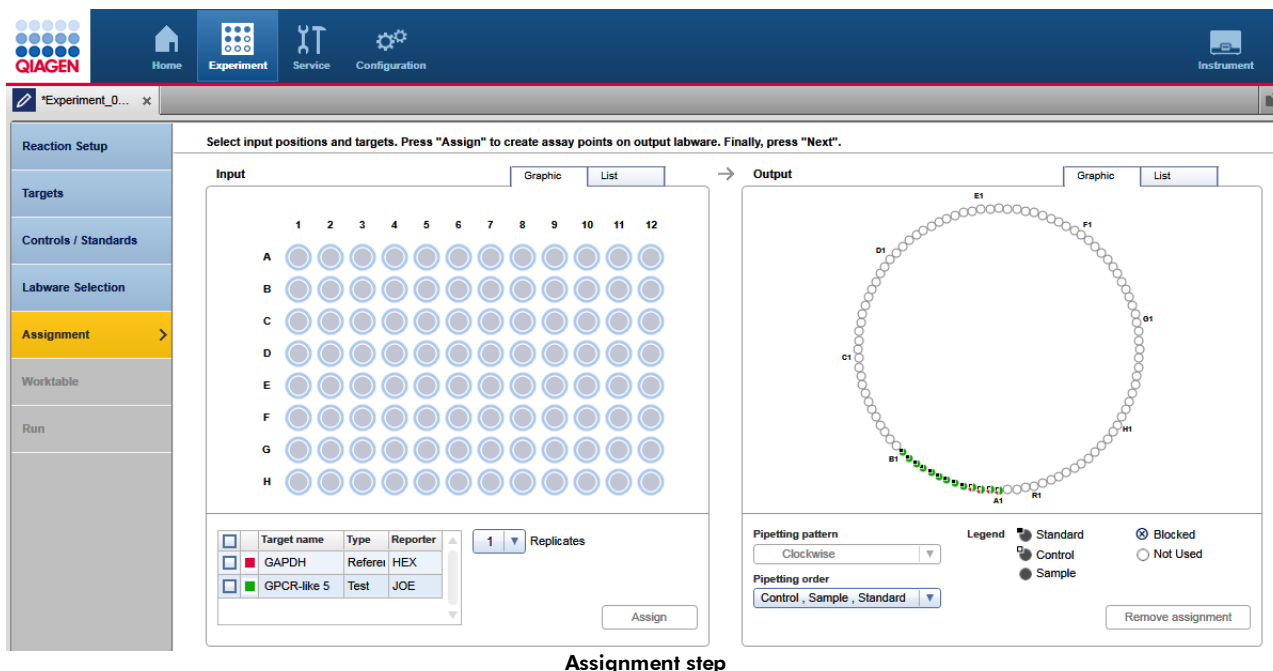 QIAGEN
Home
Experiment
Service
Configuration
Instrument
*Experiment_0... x
Reaction Setup
Targets
Controls / Standards
Labware Selection
Assignment
Worktable
Run
Select input positions and targets. Press "Assign" to create assay points on output labware. Finally, press "Next".
Input
Graphic
List
1 2 3 4 5 6 7 8 9 10 11 12
A
B
C
D
E
F
G
H
Target name Type Reporter
GAPDH Referer HEX
GPCR-like 5 Test JOE
1 Replicates
Assign
Output
Graphic
List
E1
F1
D1
G1
C1
H1
B1
A1
R1
Pipetting pattern
Clockwise
Pipetting order
Control , Sample , Standard
Legend
Standard
Control
Sample
Blocked
Not Used
Remove assignment
Assignment step